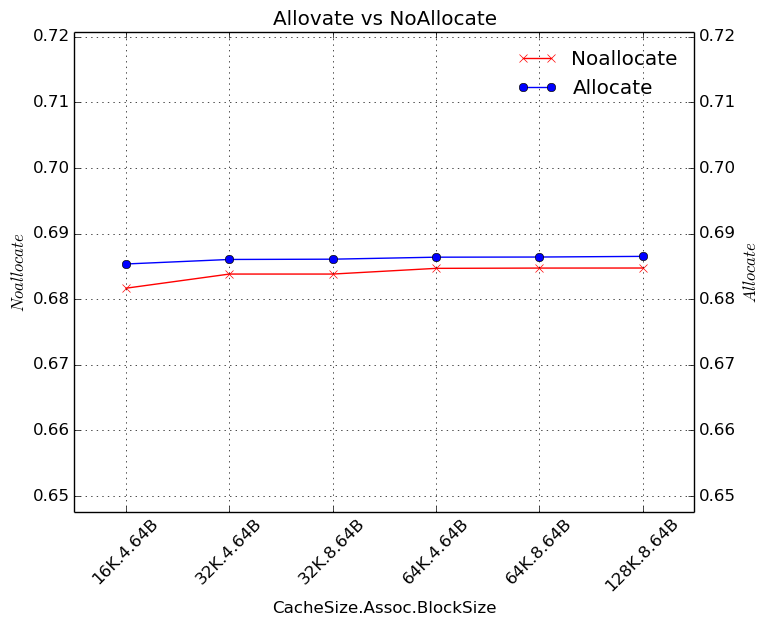 Allovate vs NoAllocate
0.72
0.71
0.70
0.69
0.68
0.67
0.66
0.65
Noallocate
Noallocate
Allocate
0.72
0.71
0.70
0.69
0.68
0.67
0.66
0.65
Allocate
16K.4.64B
32K.4.64B
32K.8.64B
64K.4.64B
64K.8.64B
128K.8.64B
CacheSize.Assoc.BlockSize